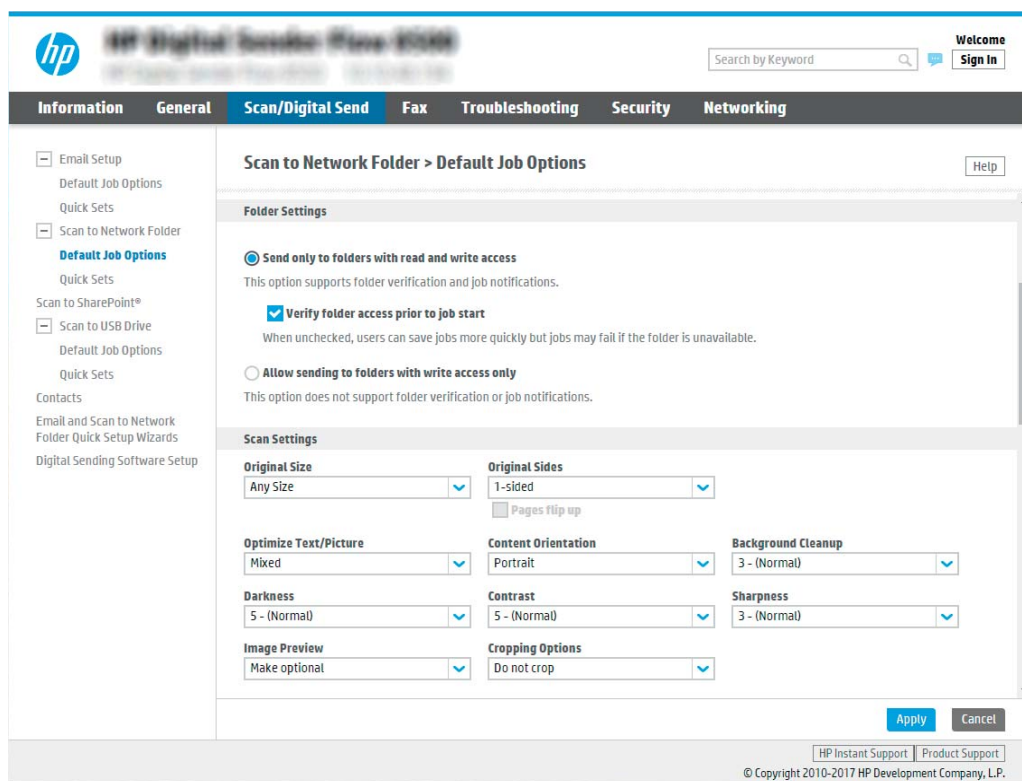 hp
Welcome
Search by Keyword
Sign In
Information General Scan/Digital Send Fax Troubleshooting Security Networking
Email Setup
Default Job Options
Quick Sets
Scan to Network Folder
Default Job Options
Quick Sets
Scan to SharePoint®
Scan to USB Drive
Default Job Options
Quick Sets
Contacts
Email and Scan to Network
Folder Quick Setup Wizards
Digital Sending Software Setup
Scan to Network Folder > Default Job Options
Help
Folder Settings
Send only to folders with read and write access
This option supports folder verification and job notifications.
Verify folder access prior to job start
When unchecked, users can save jobs more quickly but jobs may fail if the folder is unavailable.
Allow sending to folders with write access only
This option does not support folder verification or job notifications.
Scan Settings
Original Size Original Sides
Any Size 1-sided
Pages flip up
Optimize Text/Picture Content Orientation Background Cleanup
Mixed Portrait 3 - (Normal)
Darkness Contrast Sharpness
5 - (Normal) 5 - (Normal) 3 - (Normal)
Image Preview Cropping Options
Make optional Do not crop
Apply Cancel
HP Instant Support Product Support
© Copyright 2010-2017 HP Development Company, L.P.